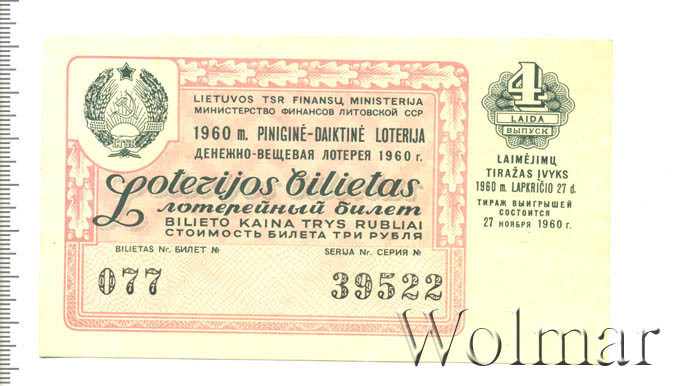 LIETUVOS TSR FINANSŲ MINISTERIJA
МИНИСТЕРСТВО ФИНАНСОВ ЛИТОВСКОЙ ССР
1960 m. PINIGINĖ-DAIKTINĖ LOTERIJA
ДЕНЕЖНО-ВЕЩЕВАЯ ЛОТЕРЕЯ 1960 г.
Loterijos bilietas
лотерейный билет
BILIETO KAINA TRYS RUBLIAI
СТОИМОСТЬ БИЛЕТА ТРИ РУБЛЯ
BILIETAS Nr. БИЛЕТ № SERIJA Nr. СЕРИЯ №
077 39522
4
LAIDA
ВЫПУСК
LAIMĖJIMŲ
TIRAŽAS ĮVYKS
1960 m. LAPKRIČIO 27 d.
ТИРАЖ ВЫИГРЫШЕЙ
СОСТОИТСЯ
27 НОЯБРЯ 1960 г.
Wolmar